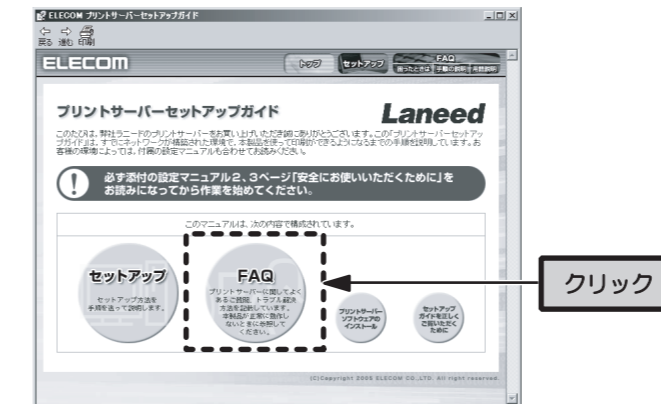 ELECOM プリントサーバーセットアップガイド
戻る 進む 印刷
ELECOM
トップ
セットアップ
FAQ
困ったときは 手順の説明 用語説明
プリントサーバーセットアップガイド
Laneed
このたびは、弊社ラニードのプリントサーバーをお買い上げいただき誠にありがとうございます。この「プリントサーバーセットアッ
プガイド」は、すでにネットワークが構築された環境で、本製品を使って印刷ができるようになるまでの手順を説明しています。お
客様の環境によっては、付属の設定マニュアルも合わせてお読みください。
必ず添付の設定マニュアル2、3ページ「安全にお使いいただくために」を
お読みになってから作業を始めてください。
このマニュアルは、次の内容で構成されています。
セットアップ
セットアップ方法を
手順を追って説明します。
FAQ
プリントサーバーに関してよく
あるご質問、トラブル解決
方法を記載しています。
本製品が正常に動作し
ないときに参照して
ください。
プリントサーバー
ソフトウェアの
インストール
セットアップ
ガイドを正しく
ご覧いただく
ために
クリック
(C)Copyright 2005 ELECOM CO.,LTD. All right reserved.